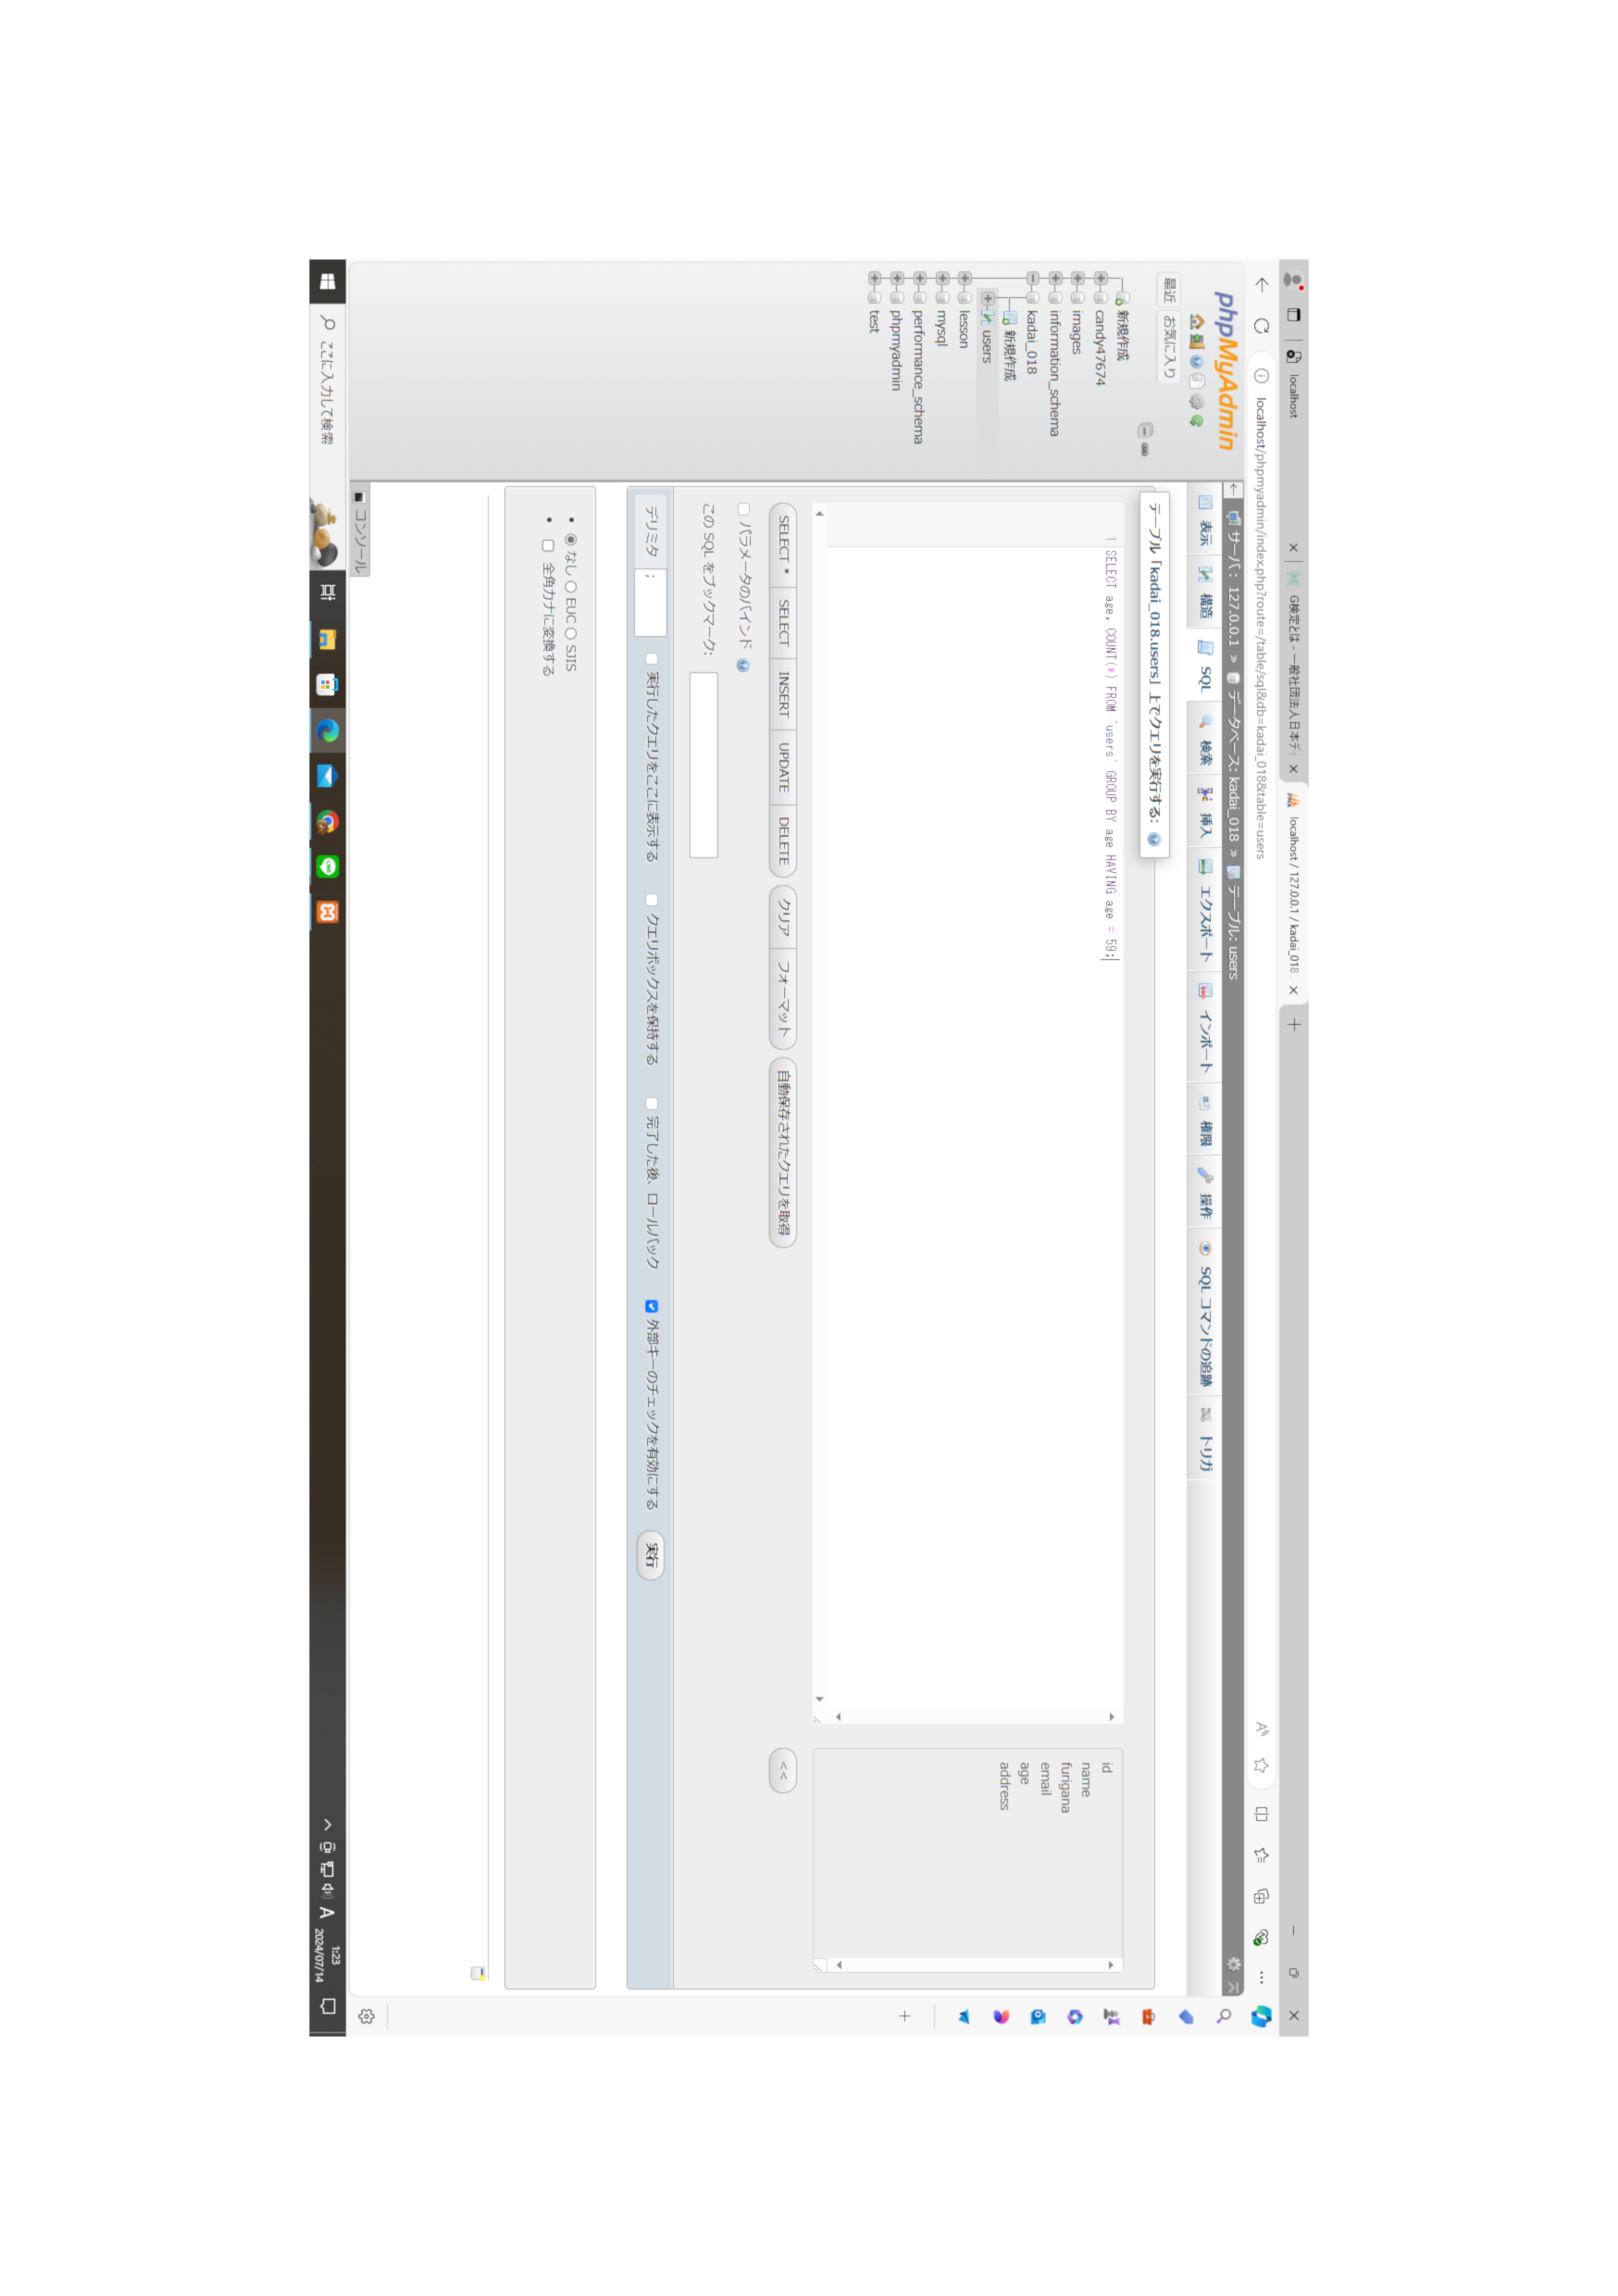 localhost
G検定とは - 一般社団法人日本デ
localhost / 127.0.0.1 / kadai_018
localhost/phpmyadmin/index.php?route=/table/sql&db=kadai_018&table=users
phpMyAdmin
最近 お気に入り
新規作成
candy47674
images
information_schema
kadai_018
新規作成
users
lesson
mysql
performance_schema
phpmyadmin
test
サーバ: 127.0.0.1 » データベース: kadai_018 » テーブル: users
表示 構造 SQL 検索 挿入 エクスポート インポート 権限 操作 SQL コマンドの追跡 トリガ
テーブル「kadai_018.users」上でクエリを実行する:
1 SELECT age, COUNT(*) FROM `users` GROUP BY age HAVING age = 59;
id
name
furigana
email
age
address
SELECT * SELECT INSERT UPDATE DELETE クリア フォーマット 自動保存されたクエリを取得 <<
パラメータのバインド
この SQL をブックマーク:
デリミタ ; 実行したクエリをここに表示する クエリボックスを保持する 完了した後、ロールバック 外部キーのチェックを有効にする 実行
なし EUC SJIS
全角カナに変換する
コンソール
ここに入力して検索
A
1:23
2024/07/14